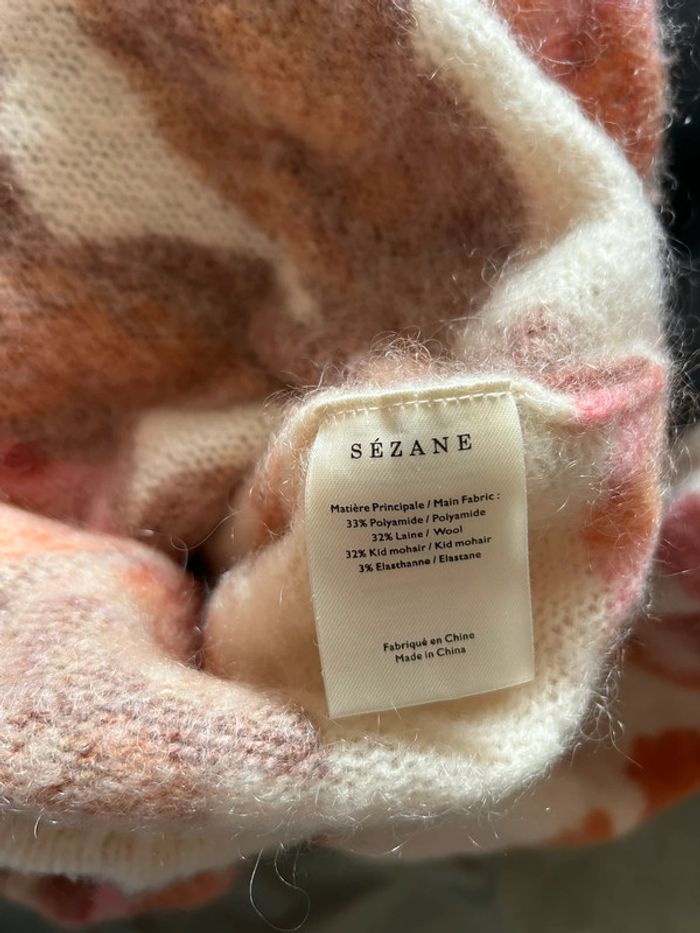 SÉZANE
Matière Principale / Main Fabric :
33% Polyamide / Polyamide
32% Laine / Wool
32% Kid mohair / Kid mohair
3% Elasthanne / Elastane
Fabriqué en Chine
Made in China